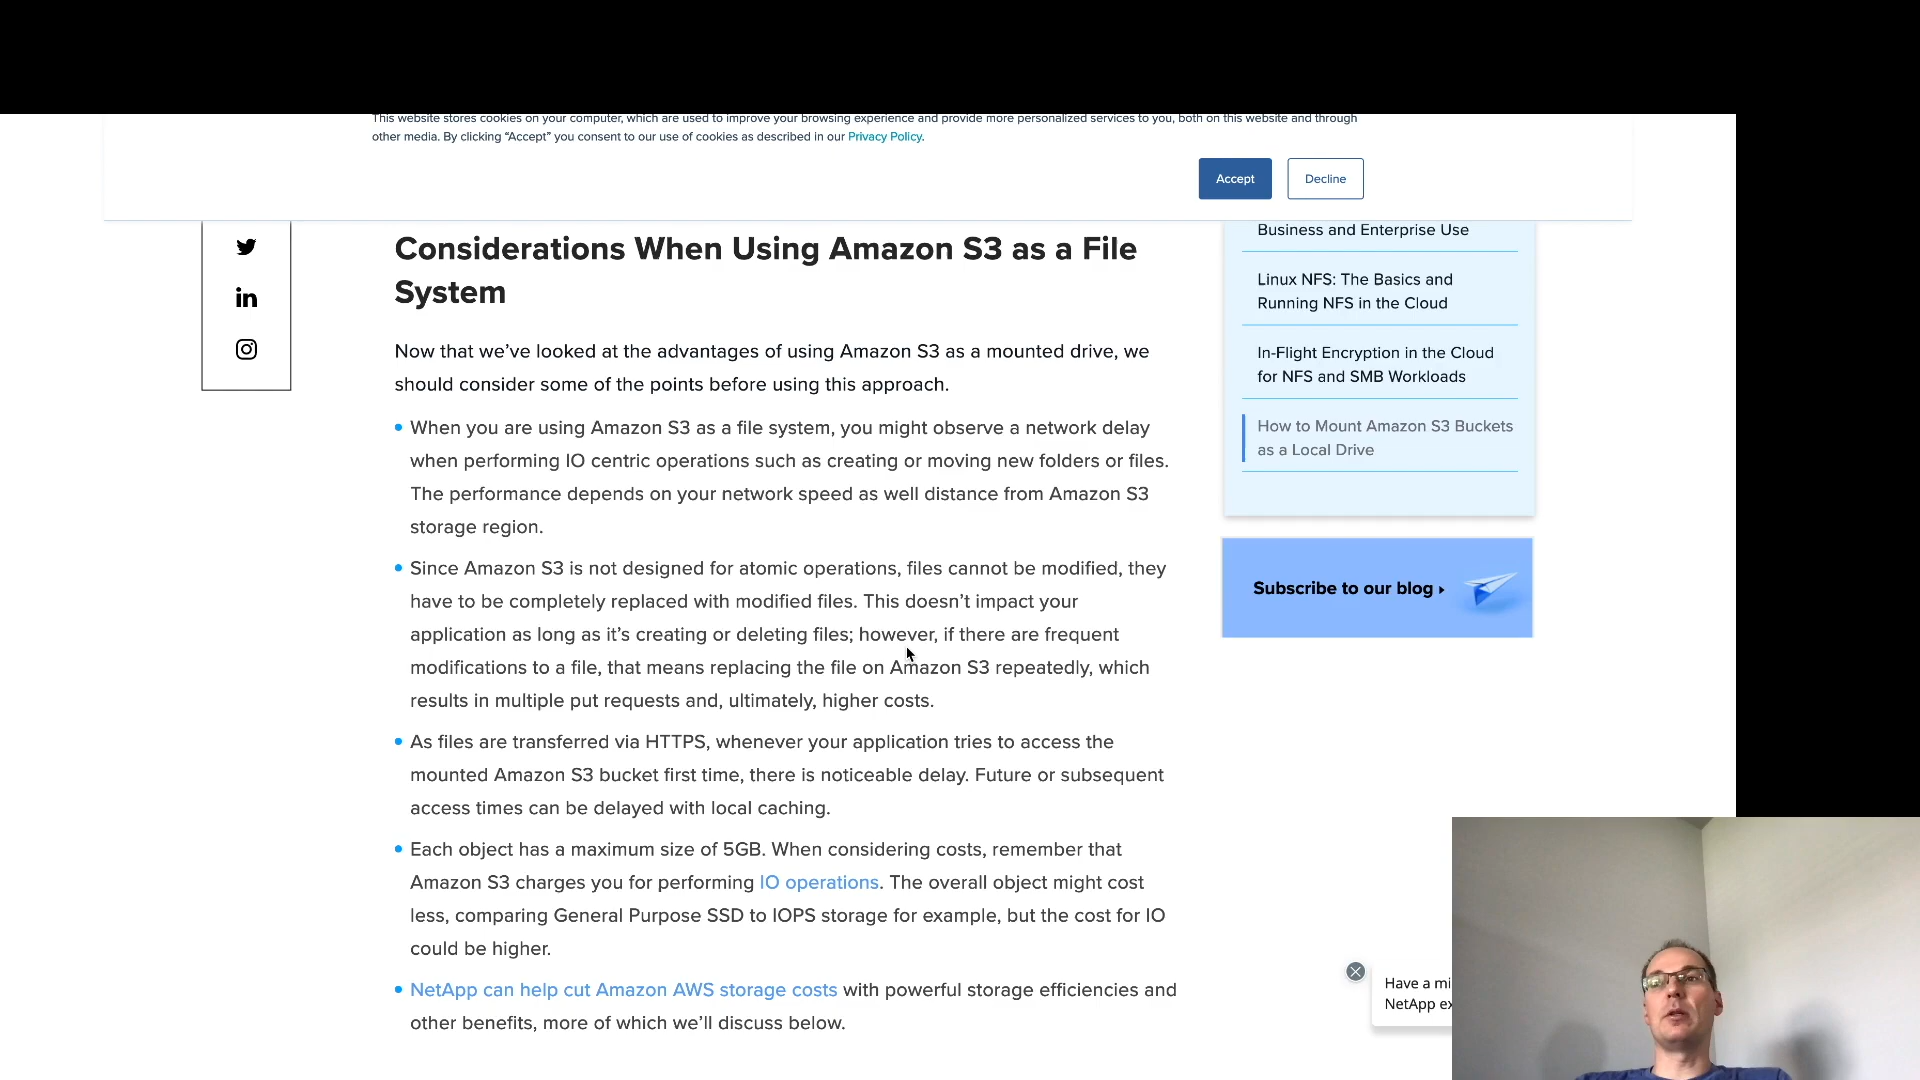 This website stores cookies on your computer, which are used to improve your browsing experience and provide more personalized services to you, both on this website and through
other media. By clicking “Accept” you consent to our use of cookies as described in our Privacy Policy.
Accept
Decline
Considerations When Using Amazon S3 as a File
System
Now that we’ve looked at the advantages of using Amazon S3 as a mounted drive, we
should consider some of the points before using this approach.
When you are using Amazon S3 as a file system, you might observe a network delay
when performing IO centric operations such as creating or moving new folders or files.
The performance depends on your network speed as well distance from Amazon S3
storage region.
Since Amazon S3 is not designed for atomic operations, files cannot be modified, they
have to be completely replaced with modified files. This doesn’t impact your
application as long as it’s creating or deleting files; however, if there are frequent
modifications to a file, that means replacing the file on Amazon S3 repeatedly, which
results in multiple put requests and, ultimately, higher costs.
As files are transferred via HTTPS, whenever your application tries to access the
mounted Amazon S3 bucket first time, there is noticeable delay. Future or subsequent
access times can be delayed with local caching.
Each object has a maximum size of 5GB. When considering costs, remember that
Amazon S3 charges you for performing IO operations. The overall object might cost
less, comparing General Purpose SSD to IOPS storage for example, but the cost for IO
could be higher.
NetApp can help cut Amazon AWS storage costs with powerful storage efficiencies and
other benefits, more of which we’ll discuss below.
Business and Enterprise Use
Linux NFS: The Basics and
Running NFS in the Cloud
In-Flight Encryption in the Cloud
for NFS and SMB Workloads
How to Mount Amazon S3 Buckets
as a Local Drive
Subscribe to our blog
Have a mi
NetApp ex